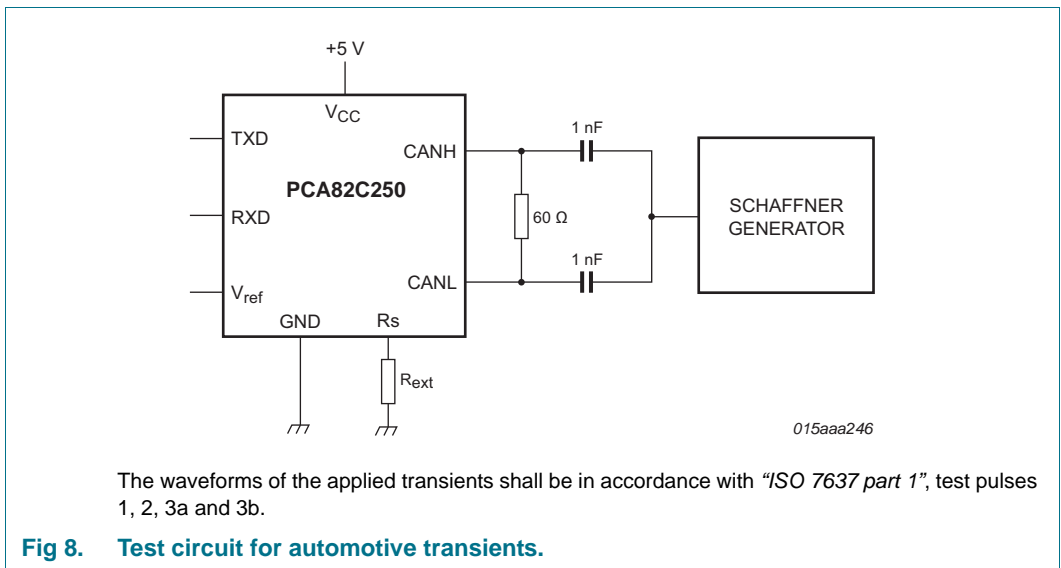 +5 V
VCC
TXD
CANH
1 nF
PCA82C250
RXD
60 Ω
SCHAFFNER
GENERATOR
1 nF
CANL
Vref
GND
Rs
Rext
015aaa246
The waveforms of the applied transients shall be in accordance with "ISO 7637 part 1", test pulses
1, 2, 3a and 3b.
Fig 8. Test circuit for automotive transients.